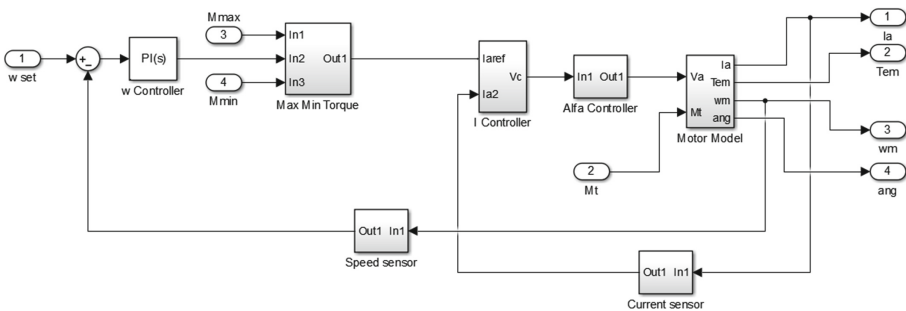 Mmax
3
1
w set
+
−
PI(s)
w Controller
4
Mmin
In1
In2
In3
Out1
Max Min Torque
Iaref
Ia2
Vc
I Controller
In1 Out1
Alfa Controller
Va
Mt
Ia
Tem
wm
ang
Motor Model
2
Mt
1
Ia
2
Tem
3
wm
4
ang
Out1 In1
Speed sensor
Out1 In1
Current sensor